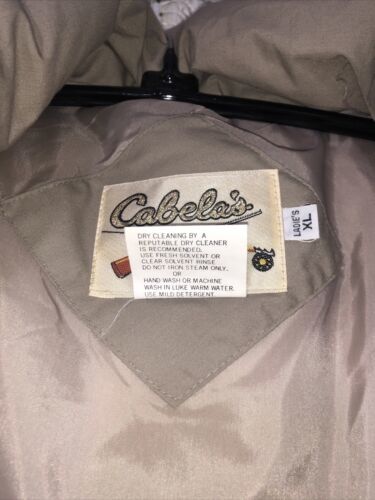 Cabela's
LADIE'S
XL
DRY CLEANING BY A
REPUTABLE DRY CLEANER
IS RECOMMENDED.
USE FRESH SOLVENT OR
CLEAR SOLVENT RINSE.
DO NOT IRON STEAM ONLY.
OR
HAND WASH OR MACHINE
WASH IN LUKE WARM WATER.
USE MILD DETERGENT.